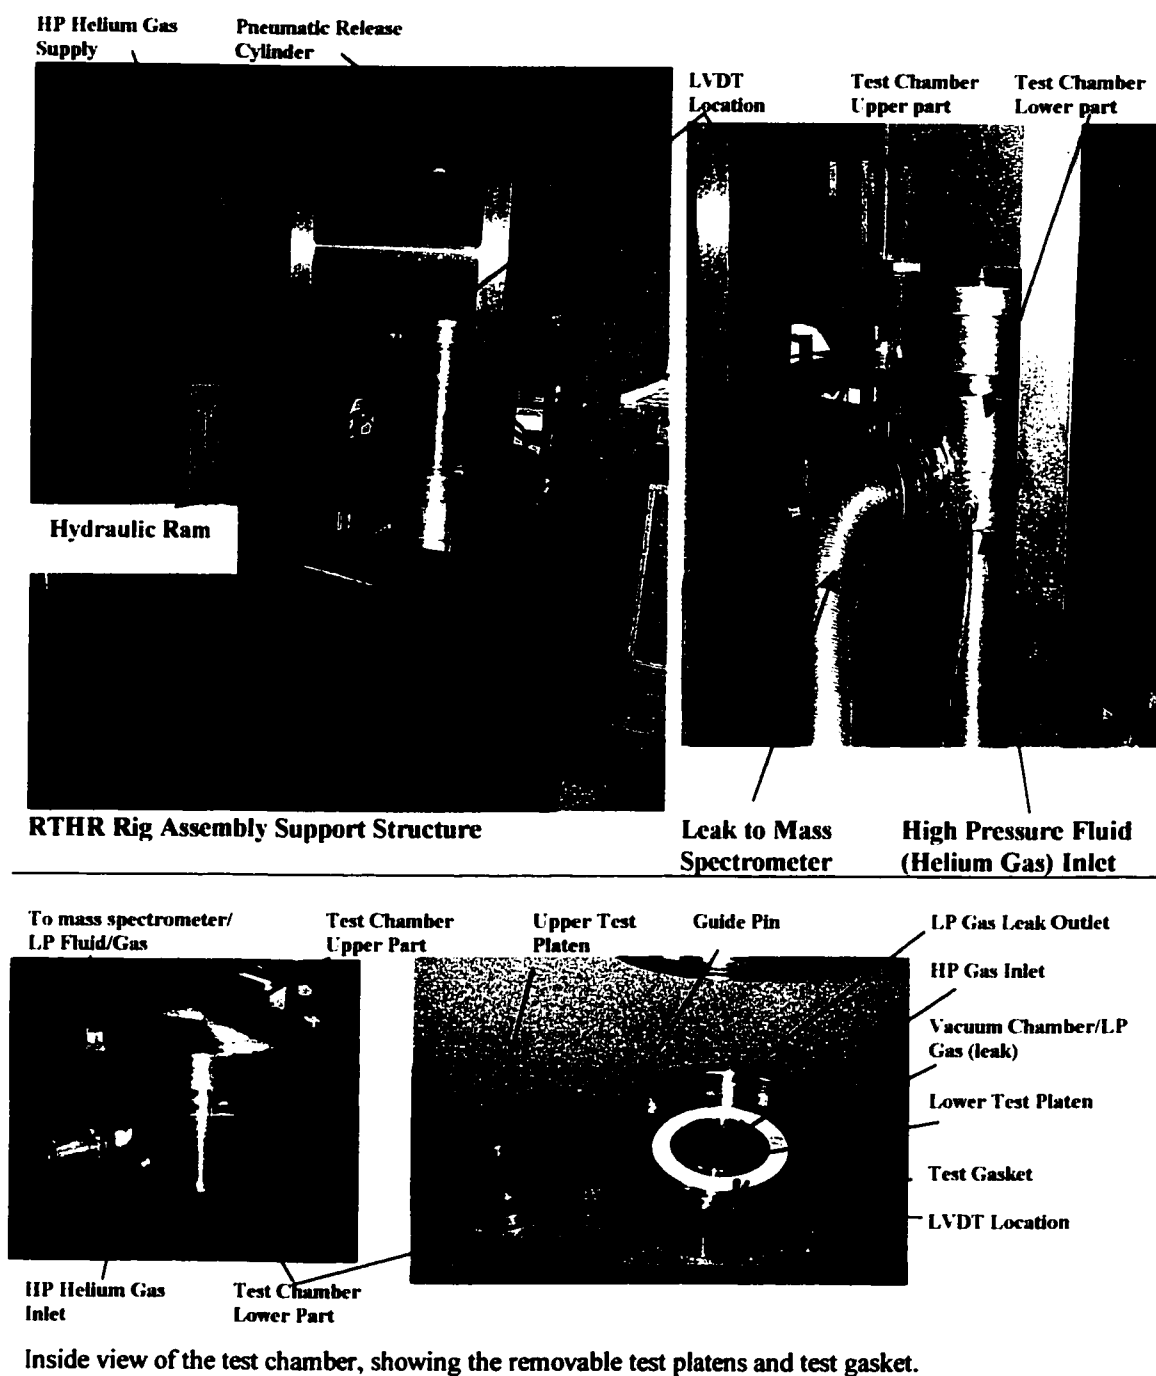 HP Helium Gas
Supply
Pneumatic Release
Cylinder
LVDT
Location
Test Chamber
Upper part
Test Chamber
Lower part
Hydraulic Ram
RTHR Rig Assembly Support Structure
Leak to Mass
Spectrometer
High Pressure Fluid
(Helium Gas) Inlet
To mass spectrometer/
LP Fluid/Gas
Test Chamber
Upper Part
Upper Test
Platen
Guide Pin
LP Gas Leak Outlet
HP Gas Inlet
Vacuum Chamber/LP
Gas (leak)
Lower Test Platen
Test Gasket
LVDT Location
HP Helium Gas
Inlet
Test Chamber
Lower Part
Inside view of the test chamber, showing the removable test platens and test gasket.